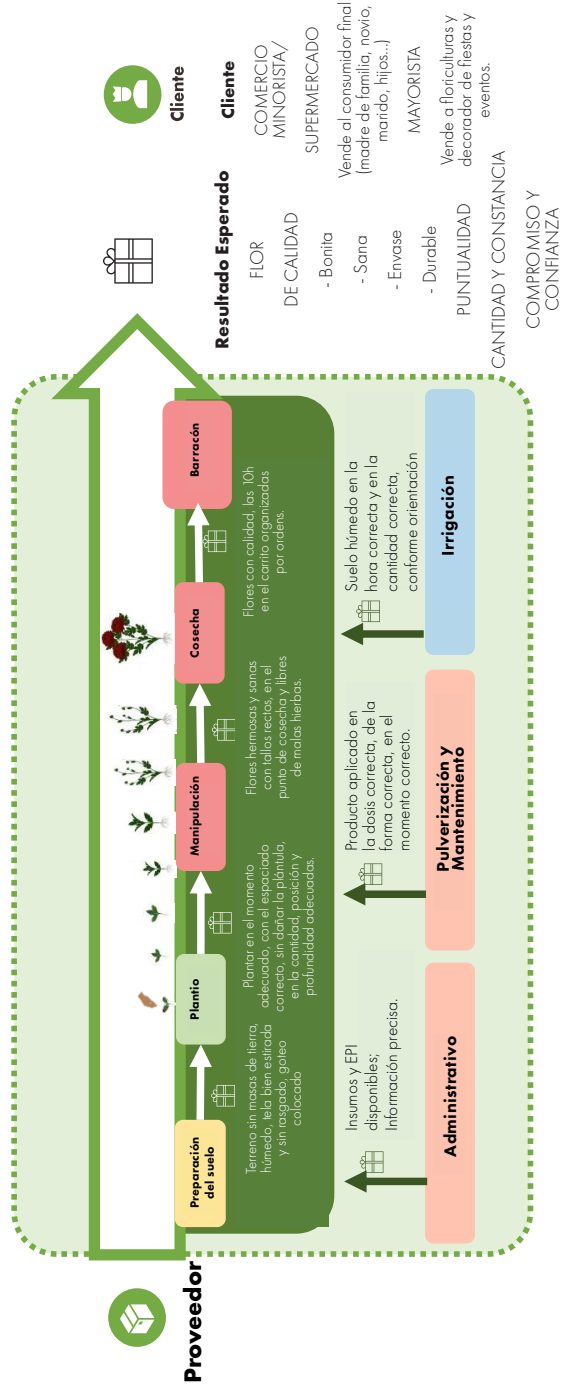 Proveedor
Preparación
del suelo
Terreno sin masas de tierra,
húmedo, tela bien estirada
y sin rasgado, goteo
colocado
Plantio
Plantar en el momento
adecuado, con el espaciado
correcto, sin dañar la plántula,
en la cantidad, posición y
profundidad adecuadas.
Manipulación
Flores hermosas y sanas
con tallos rectos, en el
punto de cosecha y libres
de malas hierbas.
Cosecha
Flores con calidad, las 10h
en el carrito organizadas
por ordens.
Barracón
Insumos y EPI
disponibles;
Información precisa.
Administrativo
Producto aplicado en
la dosis correcta, de la
forma correcta, en el
momento correcto.
Pulverización y
Mantenimiento
Suelo húmedo en la
hora correcta y en la
cantidad correcta,
conforme orientación
Irrigación
Resultado Esperado
FLOR
DE CALIDAD
- Bonita
- Sana
- Envase
- Durable
PUNTUALIDAD
CANTIDAD Y CONSTANCIA
COMPROMISO Y
CONFIANZA
Cliente
Cliente
COMERCIO
MINORISTA/
SUPERMERCADO
Vende al consumidor final
(madre de familia, novio,
marido, hijos...)
MAYORISTA
Vende a floriculturas y
decorador de fiestas y
eventos.